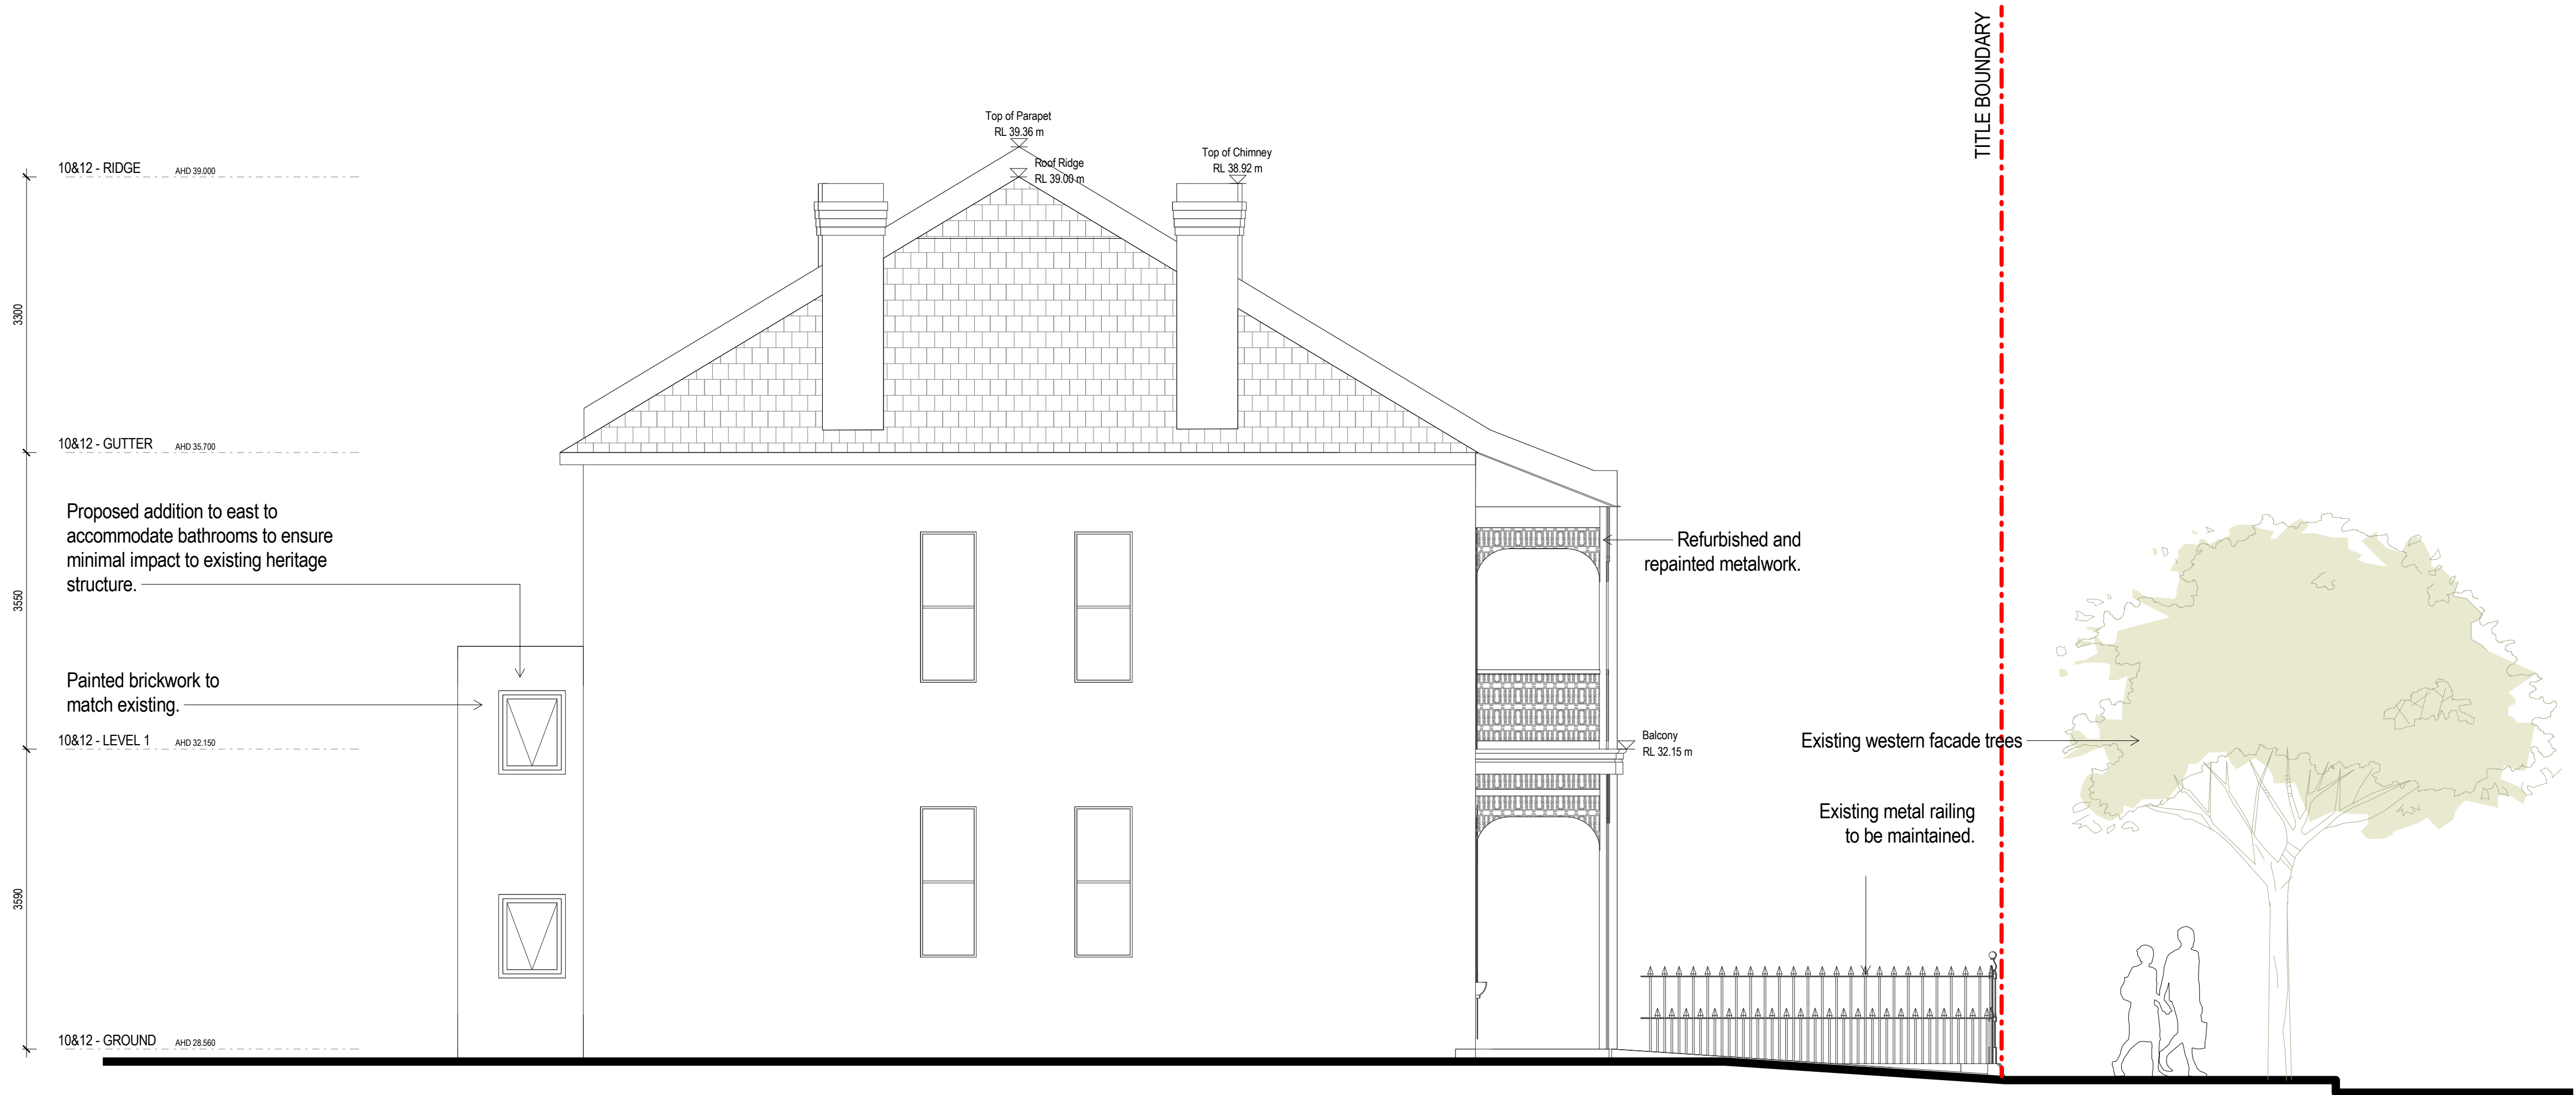 TITLE BOUNDARY
Top of Parapet
RL 39.36 m
Roof Ridge
RL 39.00 m
Top of Chimney
RL 38.92 m
10&12 - RIDGE AHD 39.000
3300
10&12 - GUTTER AHD 35.700
Proposed addition to east to
accommodate bathrooms to ensure
minimal impact to existing heritage
structure.
Refurbished and
repainted metalwork.
3550
Painted brickwork to
match existing.
10&12 - LEVEL 1 AHD 32.150
Balcony
RL 32.15 m
Existing western facade trees
Existing metal railing
to be maintained.
3590
10&12 - GROUND AHD 28.560